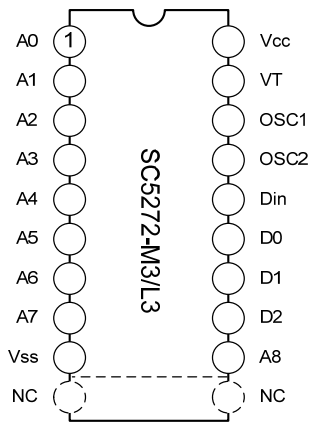 A0 1 Vcc
A1 VT
A2 OSC1
A3 OSC2
A4 Din
A5 D0
A6 D1
A7 D2
Vss A8
NC NC
SC5272-M3/L3